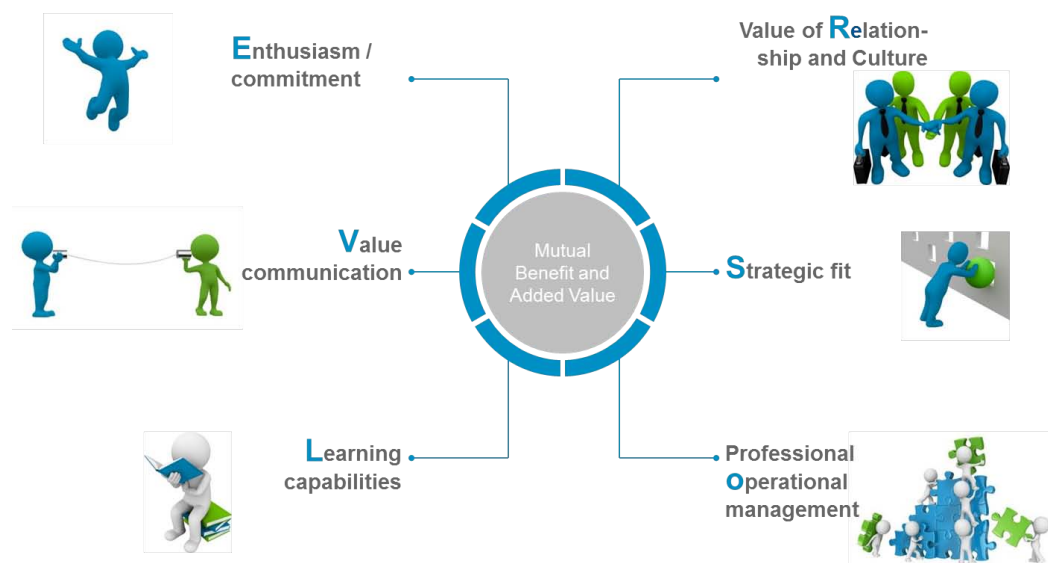 Enthusiasm /
commitment
Value of Relation-
ship and Culture
Value
communication
Mutual
Benefit and
Added Value
Strategic fit
Learning
capabilities
Professional
operational
management